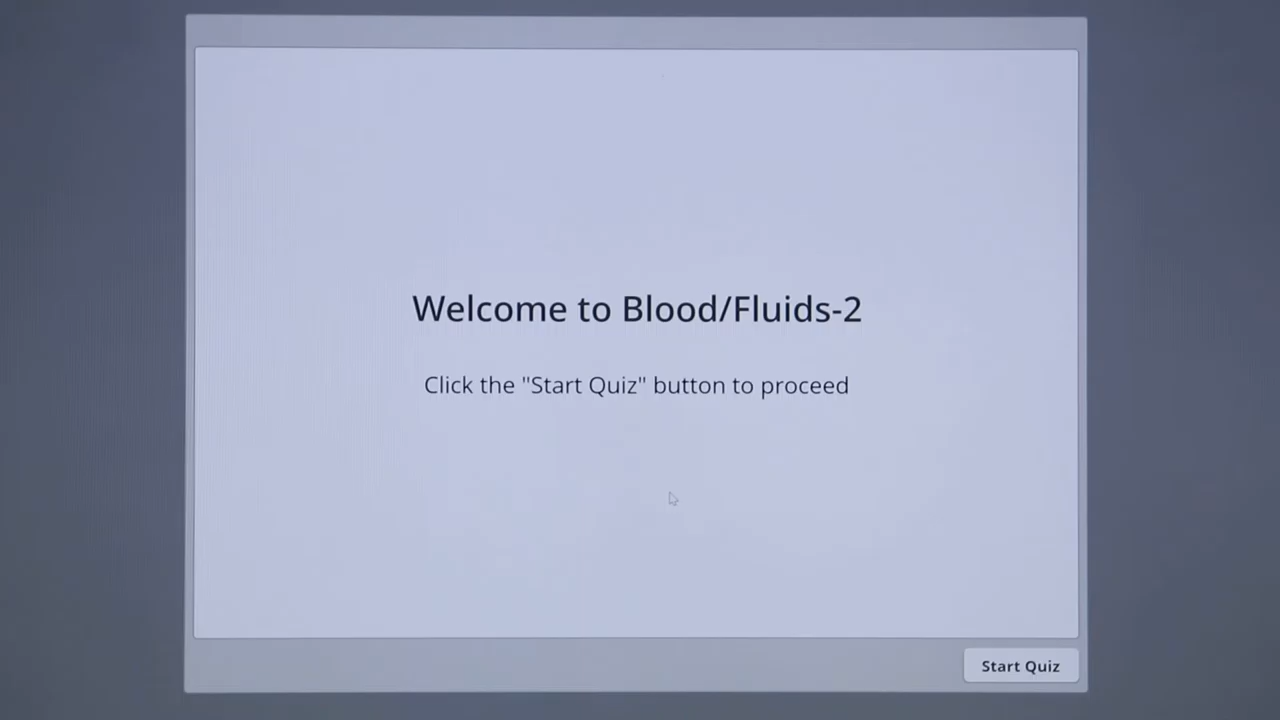 Welcome to Blood/Fluids-2
Click the "Start Quiz" button to proceed
Start Quiz